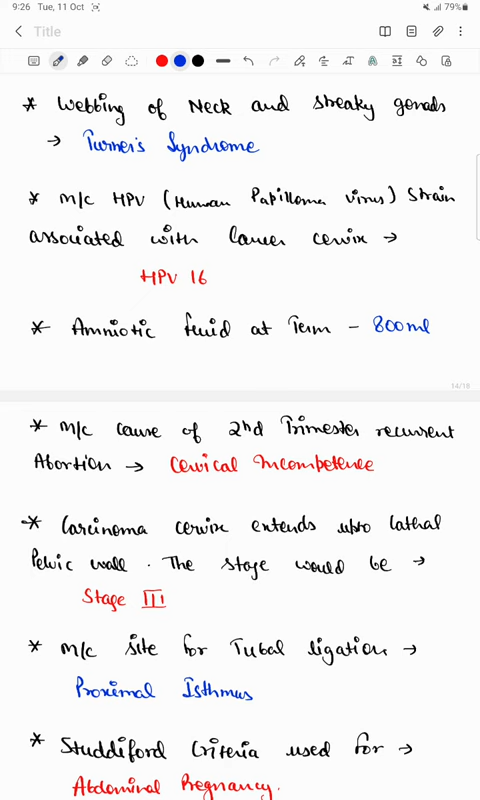 9:26 Tue, 11 Oct
79%
Title
* Webbing of Neck and streaky gonads
→ Turner's Syndrome
* M/C HPV (Human Papilloma virus) Strain
associated with Cancer cervix →
HPV 16
* Amniotic fluid at Term - 800ml
14/18
* M/C cause of 2nd Trimester recurrent
Abortion → Cervical Incompetence
* Carcinoma cervix extends upto lathal
Pelvic wall. The stage would be →
Stage III
* M/C site for Tubal ligation →
Proximal Isthmus
* Studdiford Criteria used for →
Abdominal Pregnancy.